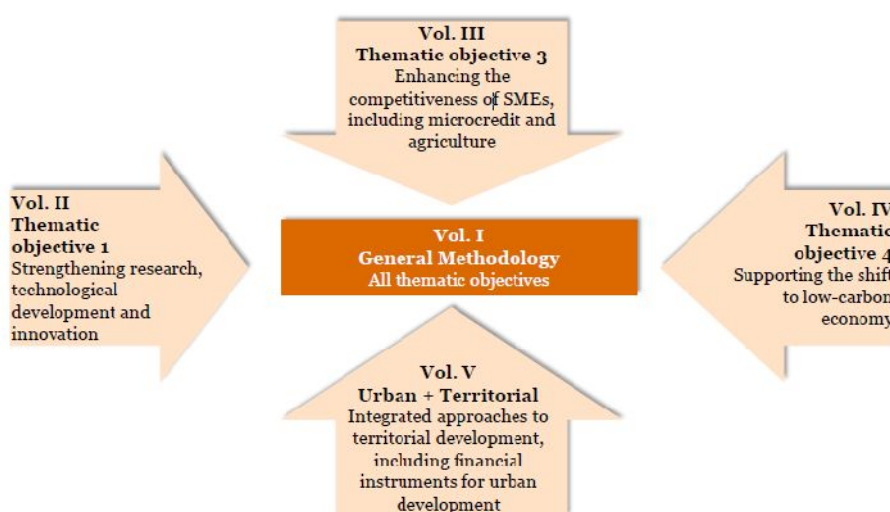 Vol. III
Thematic objective 3
Enhancing the
competitiveness of SMEs,
including microcredit and
agriculture
Vol. II
Thematic
objective 1
Strengthening research,
technological
development and
innovation
Vol. I
General Methodology
All thematic objectives
Vol. IV
Thematic
objective 4
Supporting the shift
to low-carbon
economy
Vol. V
Urban + Territorial
Integrated approaches to
territorial development,
including financial
instruments for urban
development